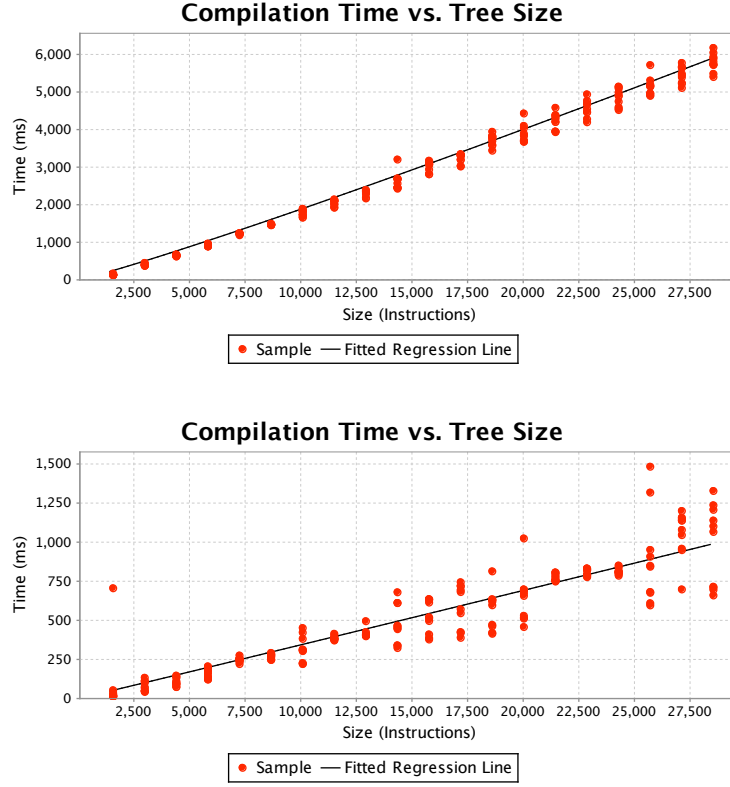 Compilation Time vs. Tree Size
6,000
5,000
4,000
3,000
2,000
1,000
0
Time (ms)
2,500 5,000 7,500 10,000 12,500 15,000 17,500 20,000 22,500 25,000 27,500
Size (Instructions)
Sample Fitted Regression Line
Compilation Time vs. Tree Size
1,500
1,250
1,000
750
500
250
0
Time (ms)
2,500 5,000 7,500 10,000 12,500 15,000 17,500 20,000 22,500 25,000 27,500
Size (Instructions)
Sample Fitted Regression Line